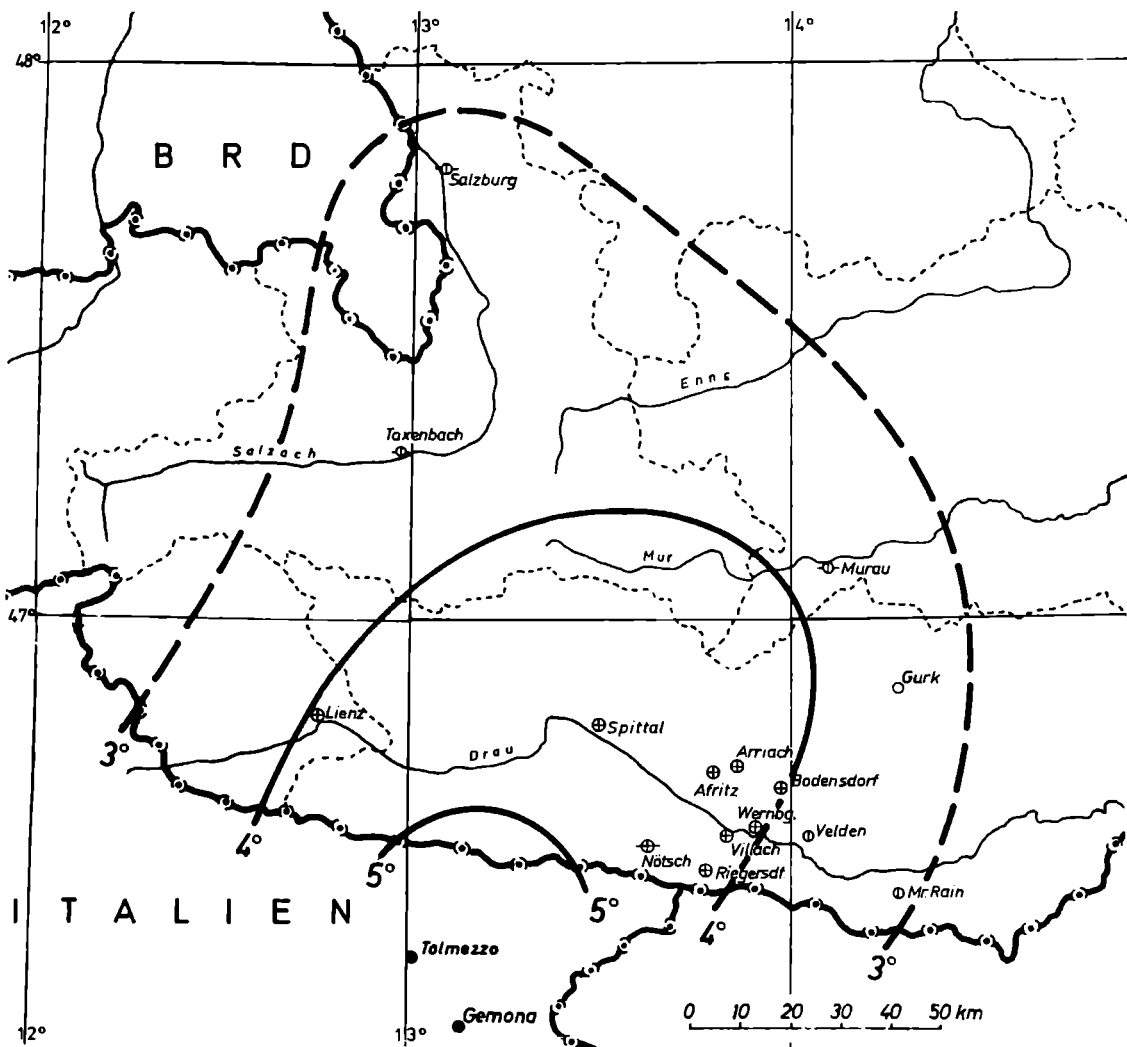 12°
13°
14°
48°
B R D
Salzburg
Enns
Taxenbach
Salzach
Mur
Murau
47°
Gurk
Lienz
Spittal
3°
Drau
Arriach
Afritz
Bodensdorf
Wernbg.
4°
Velden
Villach
Nötsch
5°
Riegersdf
Mr. Rain
I T A L I E N
5°
4°
Tolmezzo
3°
0 10 20 30 40 50 km
Gemona
12°
13°